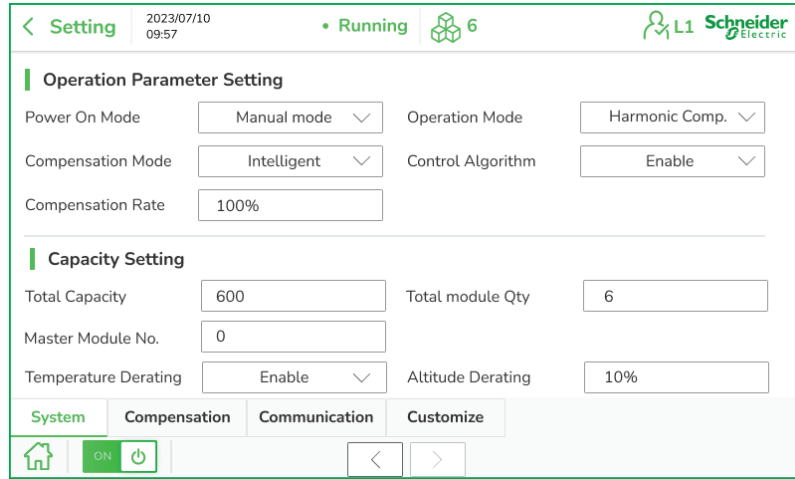 Setting
2023/07/10
09:57
• Running
6
L1
Schneider
Electric
Operation Parameter Setting
Power On Mode
Manual mode
Operation Mode
Harmonic Comp.
Compensation Mode
Intelligent
Control Algorithm
Enable
Compensation Rate
100%
Capacity Setting
Total Capacity
600
Total module Qty
6
Master Module No.
0
Temperature Derating
Enable
Altitude Derating
10%
System
Compensation
Communication
Customize
ON